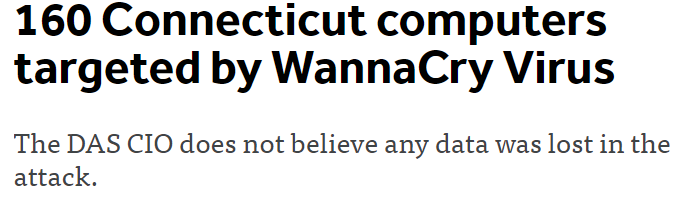 160 Connecticut computers
targeted by WannaCry Virus
The DAS CIO does not believe any data was lost in the
attack.